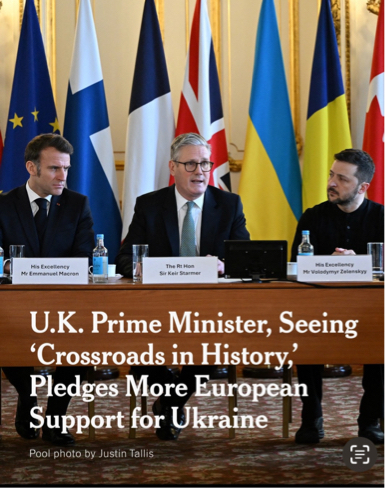 His Excellency
Mr Emmanuel Macron
The Rt Hon
Sir Keir Starmer
His Excellency
Mr Volodymyr Zelenskyy
U.K. Prime Minister, Seeing
‘Crossroads in History,’
Pledges More European
Support for Ukraine
Pool photo by Justin Tallis